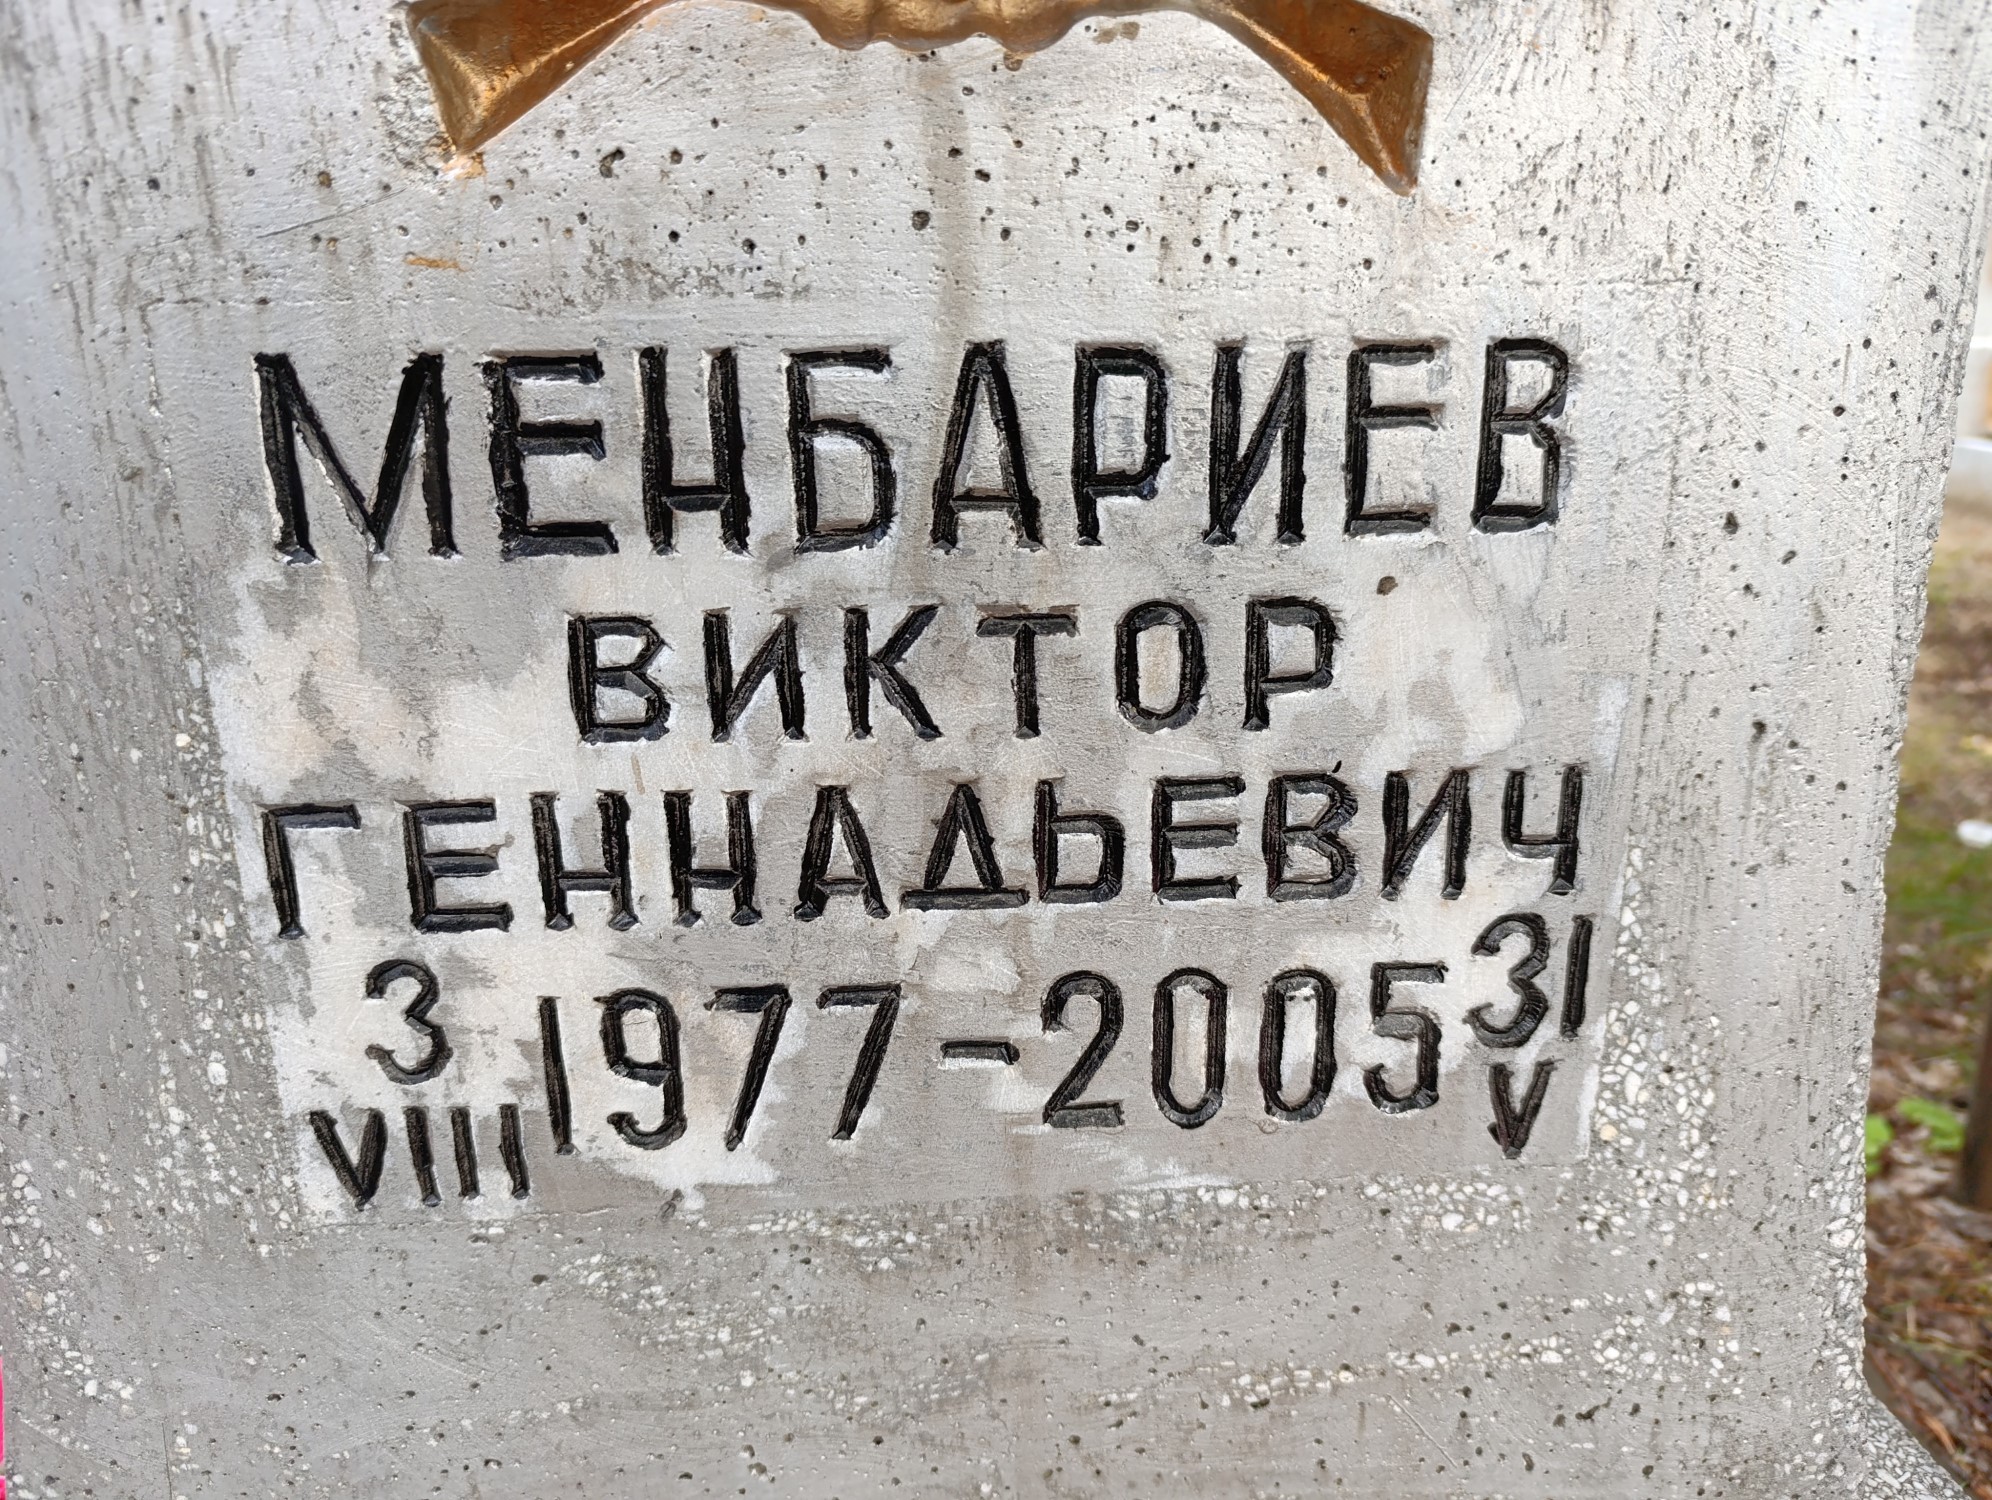 МЕНБАРИЕВ
ВИКТОР
ГЕННАДЬЕВИЧ
3 VIII 1977-2005 31 V